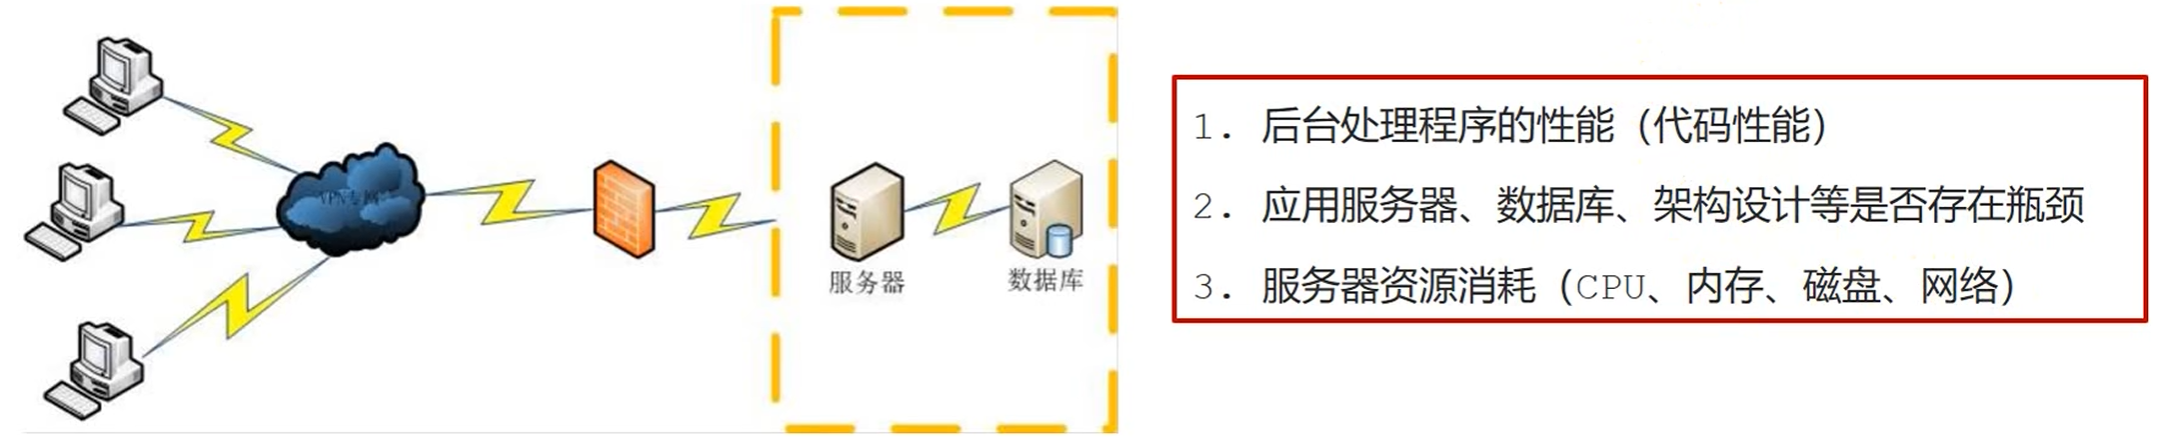 VPN专网
服务器
数据库
1. 后台处理程序的性能（代码性能）
2. 应用服务器、数据库、架构设计等是否存在瓶颈
3. 服务器资源消耗（CPU、内存、磁盘、网络）